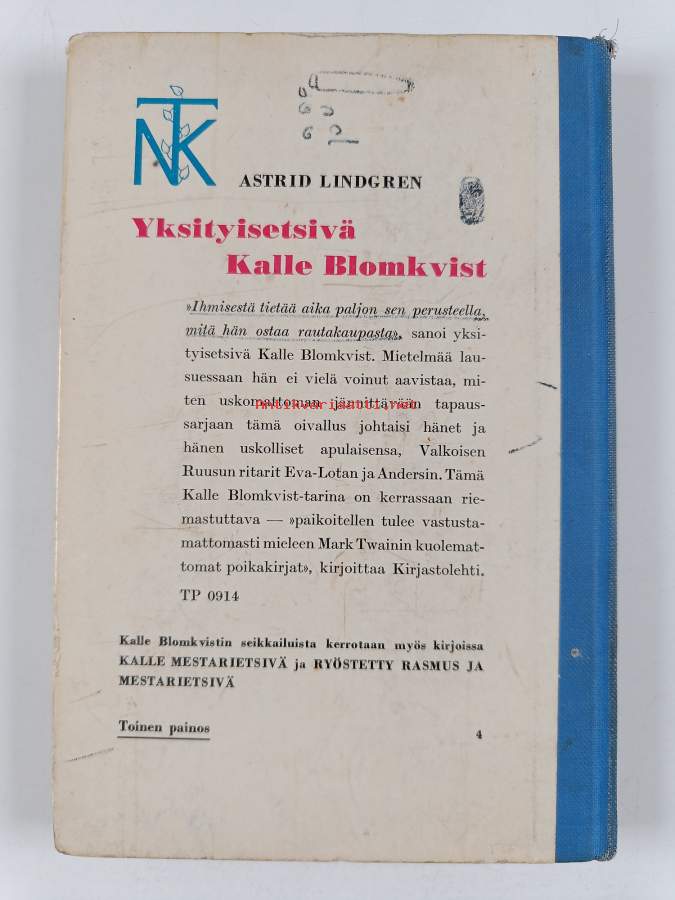 NTK
ASTRID LINDGREN
Yksityisetsivä
Kalle Blomkvist
»Ihmisestä tietää aika paljon sen perusteella,
mitä hän ostaa rautakaupasta», sanoi yksi-
tyisetsivä Kalle Blomkvist. Mietelmää lau-
suessaan hän ei vielä voinut aavistaa, mi-
ten uskomattoman jännittävään tapaus-
Antikvariaatti.net
sarjaan tämä oivallus johtaisi hänet ja
hänen uskolliset apulaisensa, Valkoisen
Ruusun ritarit Eva-Lotan ja Andersin. Tämä
Kalle Blomkvist-tarina on kerrassaan rie-
mastuttava — »paikoitellen tulee vastusta-
mattomasti mieleen Mark Twainin kuolemat-
tomat poikakirjat», kirjoittaa Kirjastolehti.
TP 0914
Kalle Blomkvistin seikkailuista kerrotaan myös kirjoissa
KALLE MESTARIETSIVÄ ja RYÖSTETTY RASMUS JA
MESTARIETSIVÄ
Toinen painos
4